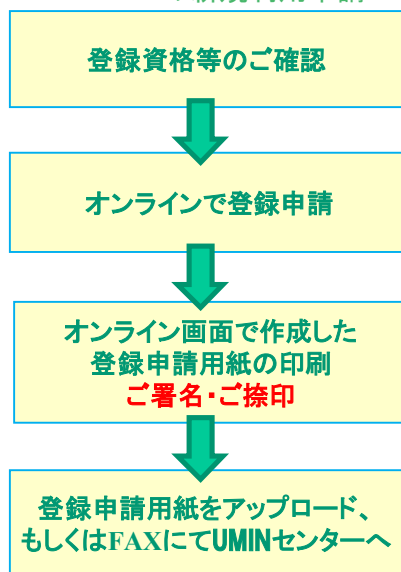 登録資格等のご確認
オンラインで登録申請
オンライン画面で作成した
登録申請用紙の印刷
ご署名・ご捺印
登録申請用紙をアップロード、
もしくはFAXにてUMINセンターへ